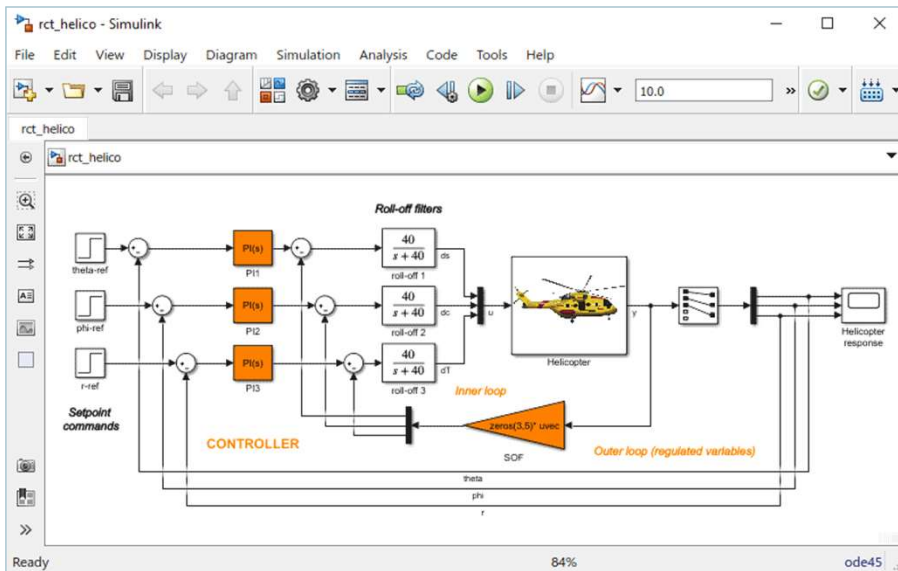 rct_helico - Simulink
File Edit View Display Diagram Simulation Analysis Code Tools Help
10.0
»
rct_helico
rct_helico
Roll-off filters
theta-ref
PI(s)
PI1
40
s + 40
roll-off 1
ds
phi-ref
PI(s)
PI2
40
s + 40
roll-off 2
dc
u
Helicopter
y
Helicopter
response
r-ref
PI(s)
PI3
40
s + 40
roll-off 3
dT
Setpoint
commands
CONTROLLER
Inner loop
zeros(3,5)* uvec
SOF
Outer loop (regulated variables)
theta
phi
r
»
Ready 84% ode45